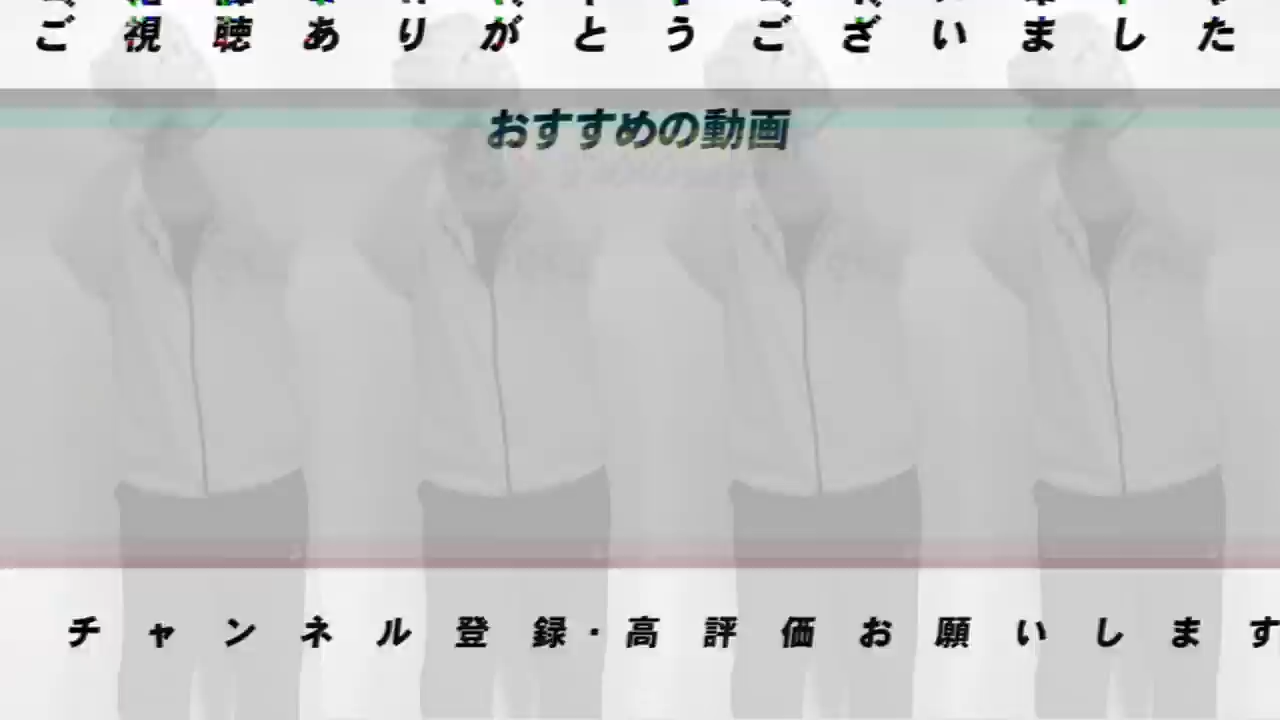 ご視聴ありがとうございました
おすすめの動画
チャンネル登録・高評価お願いします